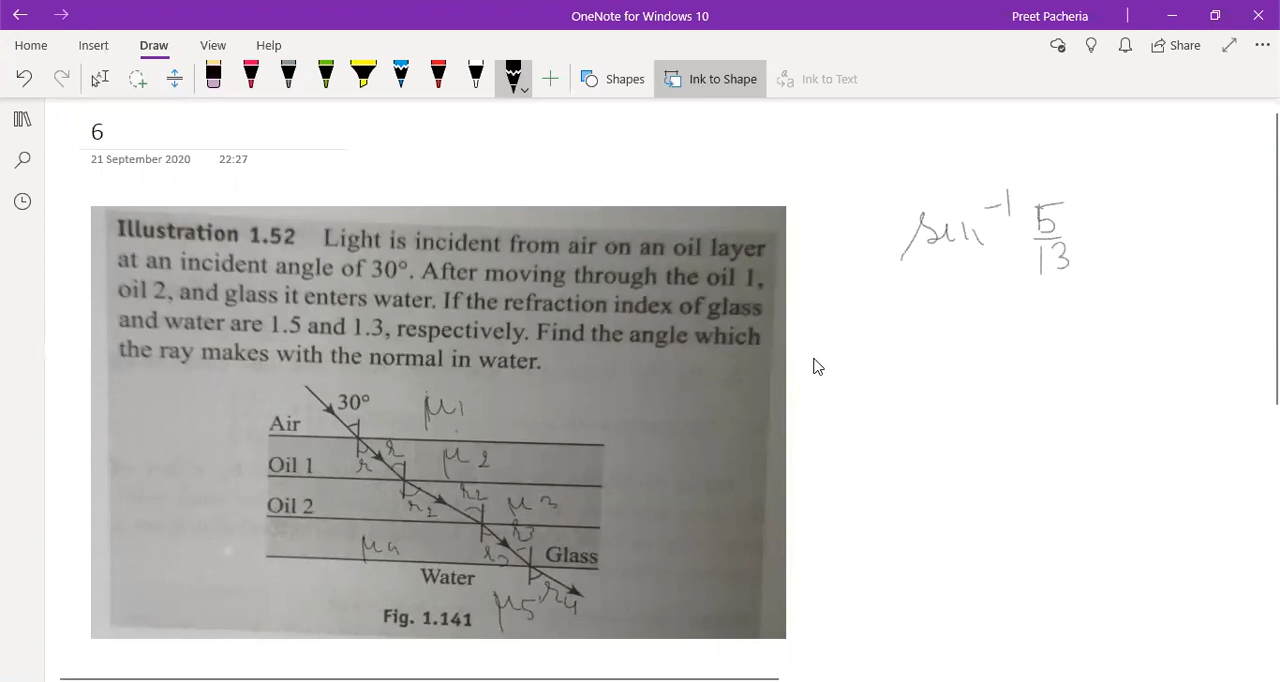 OneNote for Windows 10
Preet Pacheria
Home Insert Draw View Help
Share
Shapes
Ink to Shape
Ink to Text
6
21 September 2020 22:27
Illustration 1.52 Light is incident from air on an oil layer
at an incident angle of 30°. After moving through the oil 1,
oil 2, and glass it enters water. If the refraction index of glass
and water are 1.5 and 1.3, respectively. Find the angle which
the ray makes with the normal in water.
sin⁻¹ 5/13
30° μ1
Air
r r
Oil 1 μ2
r2 r2
Oil 2 μ3
r3
μ4 r3 Glass
Water
μ5 r4
Fig. 1.141